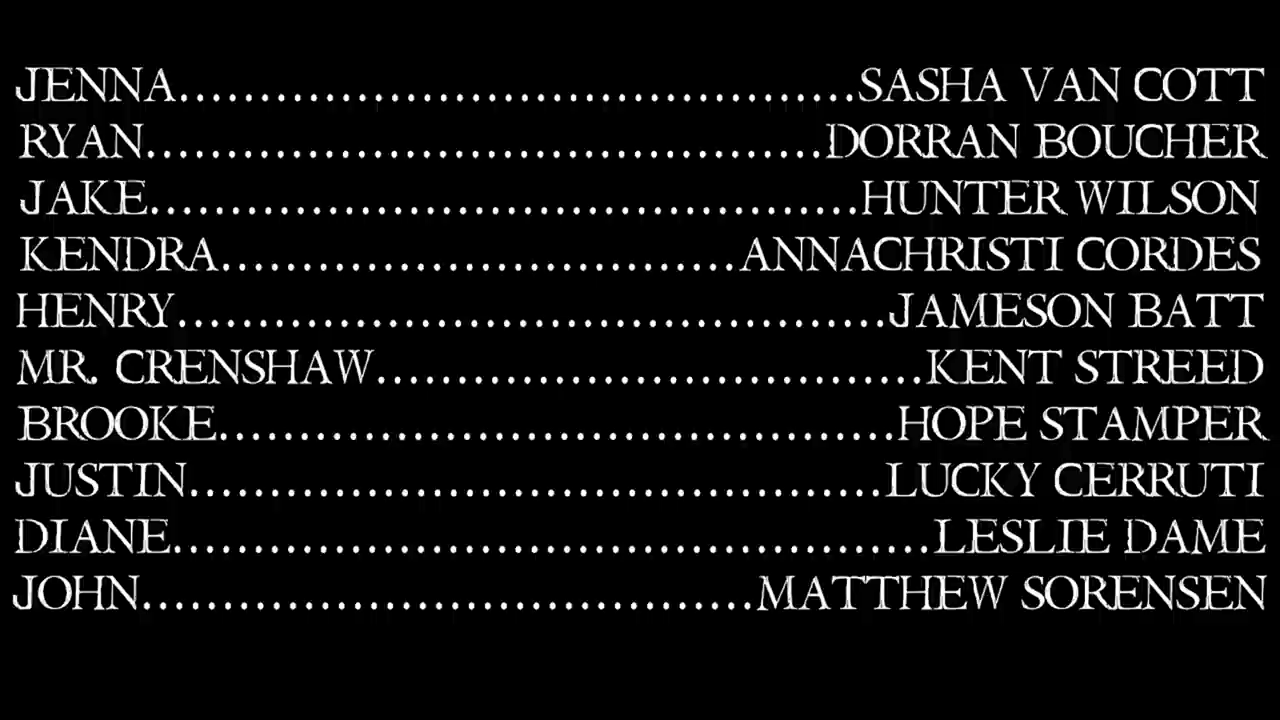 JENNA..........................................SASHA VAN COTT
RYAN..........................................DORRAN BOUCHER
JAKE............................................HUNTER WILSON
KENDRA................................ANNACHRISTI CORDES
HENRY............................................JAMESON BATT
MR. CRENSHAW..................................KENT STREED
BROOKE..........................................HOPE STAMPER
JUSTIN...........................................LUCKY CERRUTI
DIANE...............................................LESLIE DAME
JOHN......................................MATTHEW SORENSEN